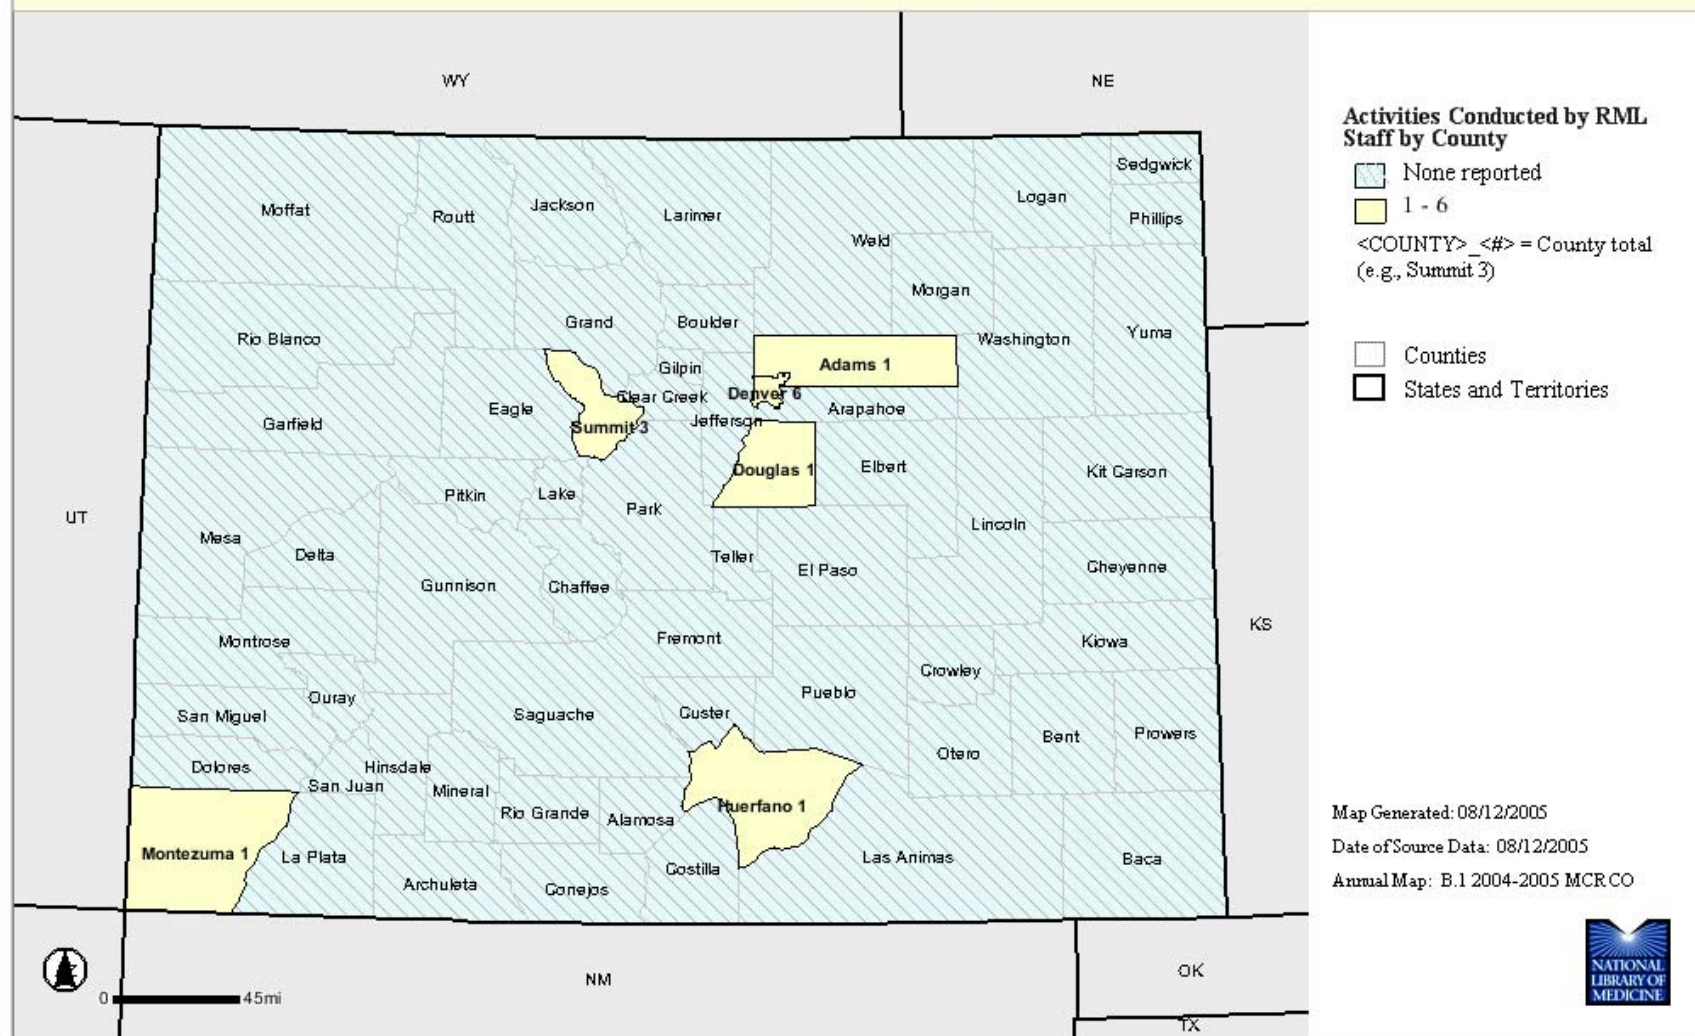 WY
NE
Sedgwick
Logan
Moffat
Routt
Jackson
Larimer
Phillips
Weld
Morgan
Rio Blanco
Grand
Boulder
Washington
Yuma
Gilpin
Adams 1
Clear Creek
Denver 6
Eagle
Arapahoe
Garfield
Summit 3
Jefferson
Douglas 1
Elbert
Kit Carson
Pitkin
Lake
Park
UT
Lincoln
Mesa
Delta
Teller
El Paso
Cheyenne
Gunnison
Chaffee
KS
Montrose
Fremont
Kiowa
Crowley
Ouray
Pueblo
San Miguel
Saguache
Custer
Bent
Prowers
Otero
Dolores
Hinsdale
San Juan
Mineral
Rio Grande
Alamosa
Huerfano 1
Montezuma 1
La Plata
Las Animas
Baca
Costilla
Archuleta
Conejos
NM
OK
TX
0
45mi
Activities Conducted by RML
Staff by County
None reported
1 - 6
<COUNTY>_<#> = County total
(e.g., Summit 3)
Counties
States and Territories
Map Generated: 08/12/2005
Date of Source Data: 08/12/2005
Annual Map: B.1 2004-2005 MCR CO
NATIONAL
LIBRARY OF
MEDICINE